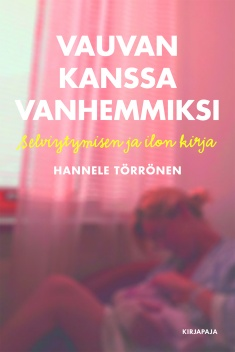 VAUVAN
KANSSA
VANHEMMIKSI
Selviytymisen ja ilon kirja
HANNELE TÖRRÖNEN
KIRJAPAJA